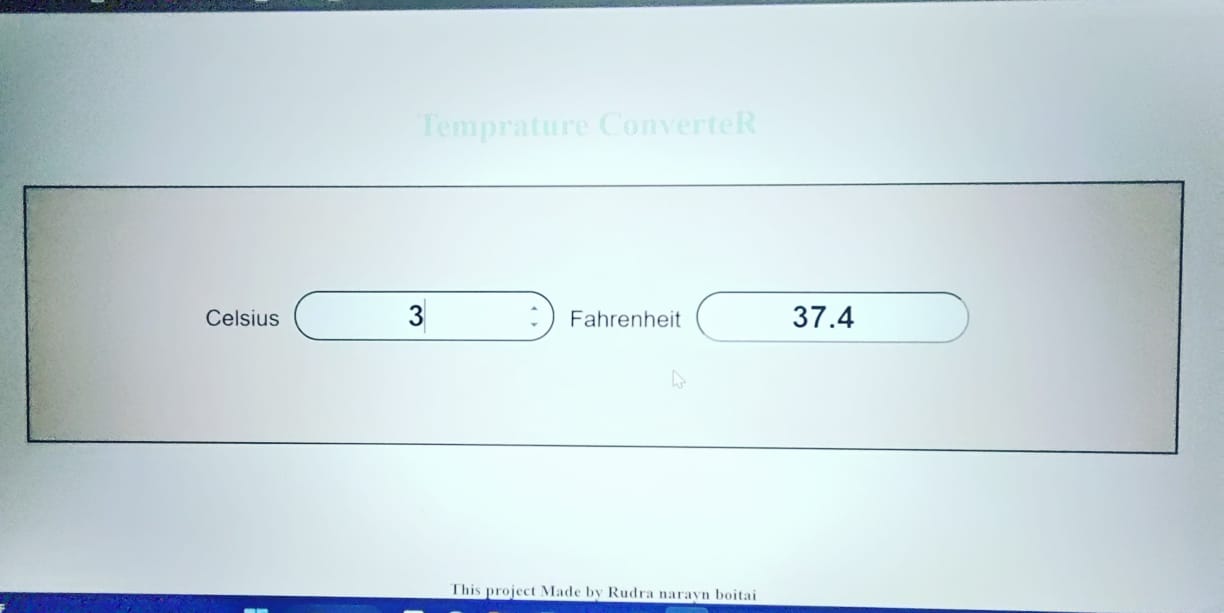 Temprature ConverteR
Celsius 3 Fahrenheit 37.4
This project Made by Rudra narayn boitai